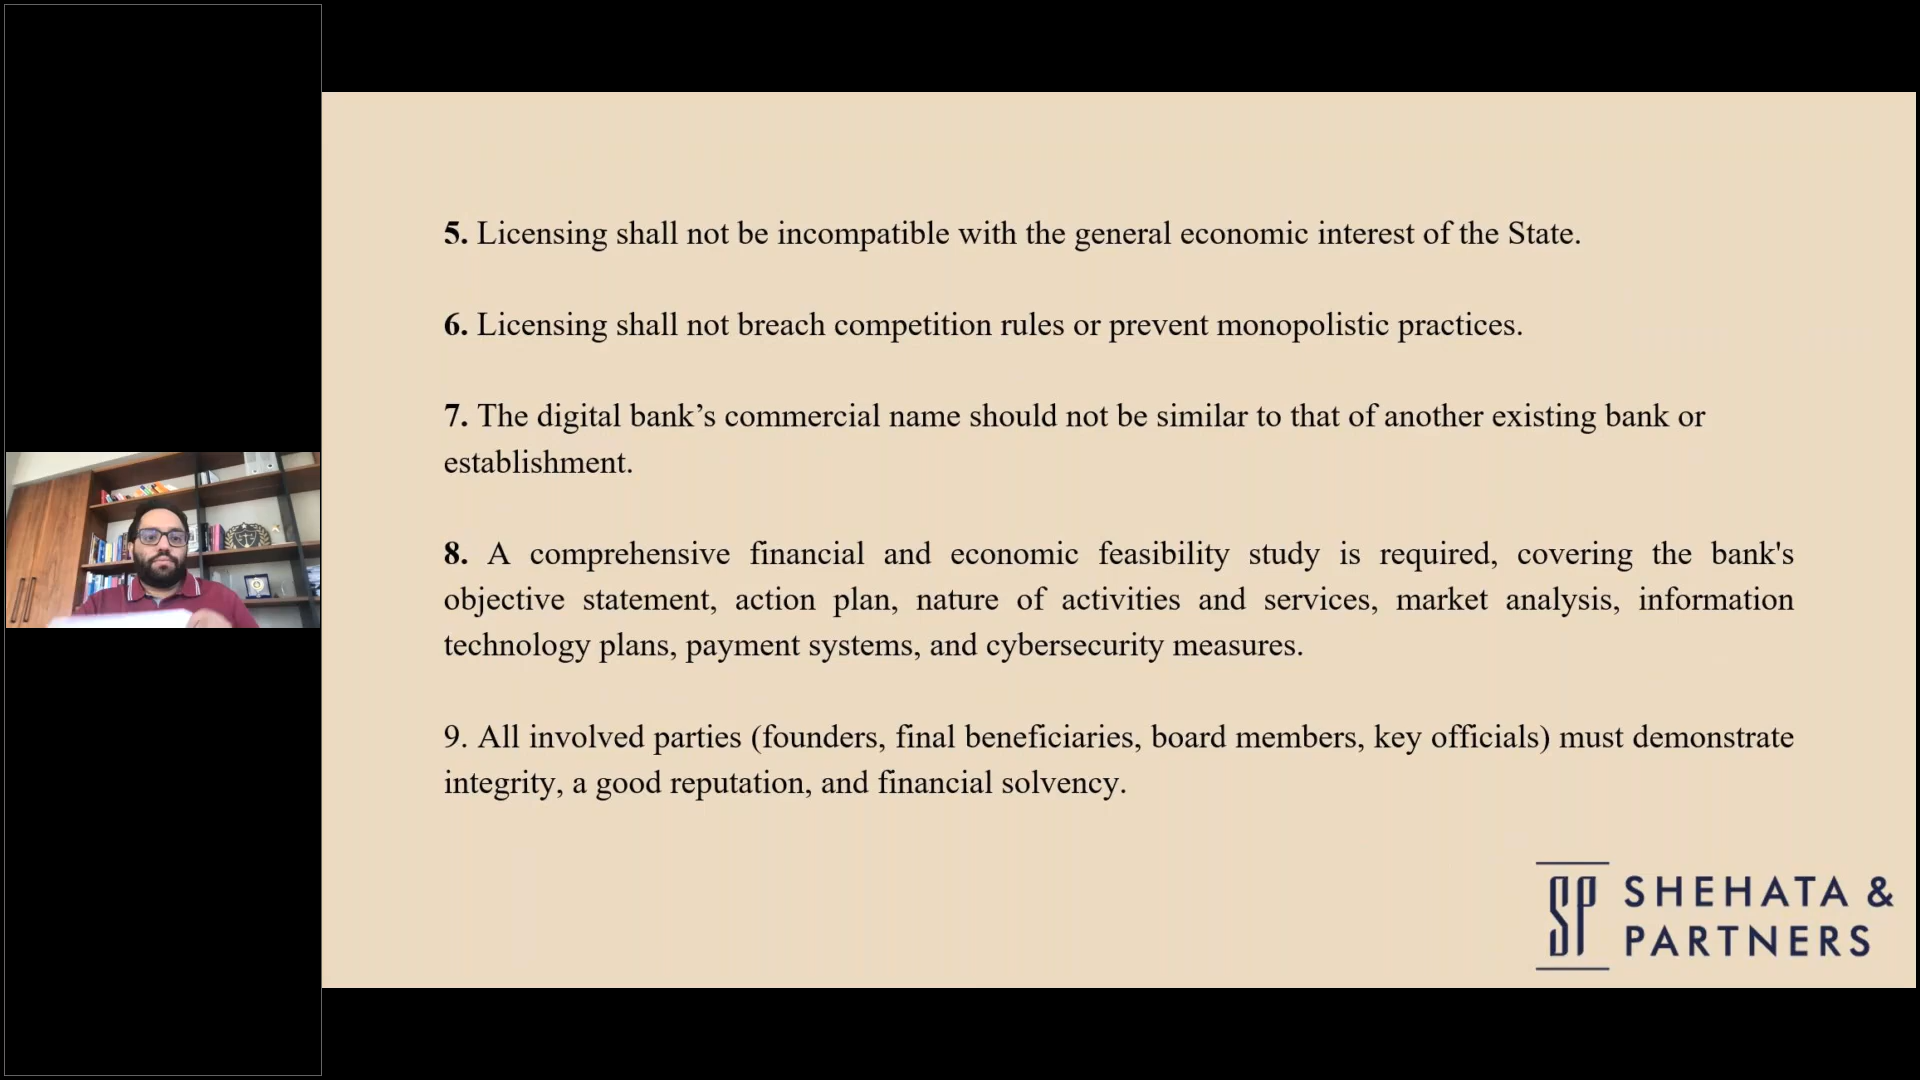 5. Licensing shall not be incompatible with the general economic interest of the State.
6. Licensing shall not breach competition rules or prevent monopolistic practices.
7. The digital bank’s commercial name should not be similar to that of another existing bank or
establishment.
8. A comprehensive financial and economic feasibility study is required, covering the bank's
objective statement, action plan, nature of activities and services, market analysis, information
technology plans, payment systems, and cybersecurity measures.
9. All involved parties (founders, final beneficiaries, board members, key officials) must demonstrate
integrity, a good reputation, and financial solvency.
SP
SHEHATA &
PARTNERS